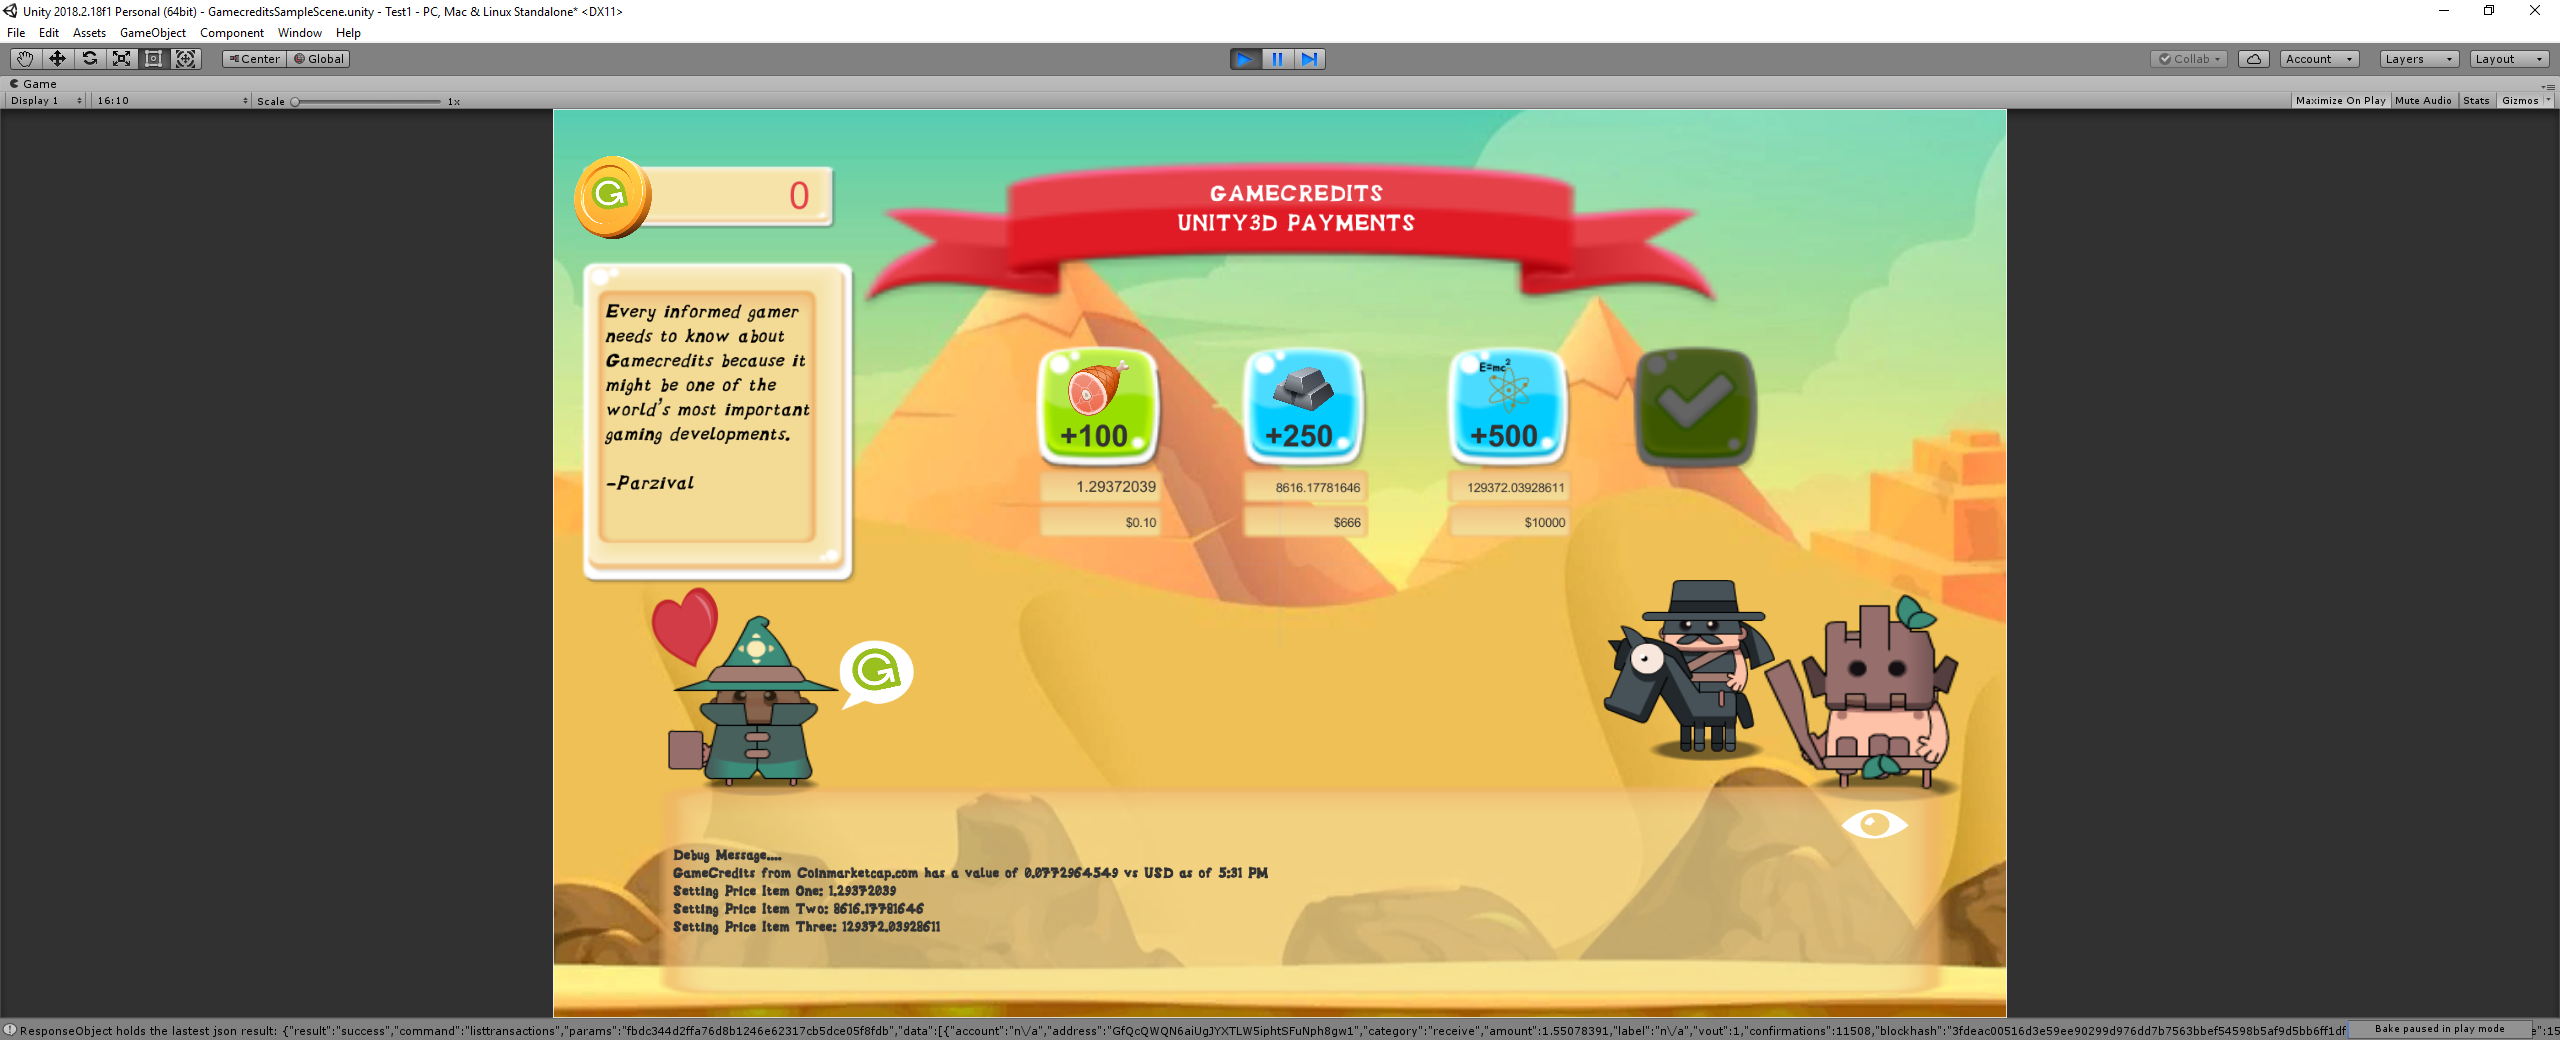 Unity 2018.2.18f1 Personal (64bit) - GamecreditsSampleScene.unity - Test1 - PC, Mac & Linux Standalone* <DX11>
File Edit Assets GameObject Component Window Help
Center Global Collab Account Layers Layout
Game
Display 1 16:10 Scale 1x Maximize On Play Mute Audio Stats Gizmos
0
GAMECREDITS
UNITY3D PAYMENTS
Every informed gamer
needs to know about
Gamecredits because it
might be one of the
world's most important
gaming developments.
-Parzival
E=mc2
+100 +250 +500
1.29372039 8616.17781646 129372.03928611
$0.10 $666 $10000
Debug Message....
GameCredits from Coinmarketcap.com has a value of 0.0772964549 vs USD as of 5:31 PM
Setting Price Item One: 1.29372039
Setting Price Item Two: 8616.17781646
Setting Price Item Three: 129372.03928611
ResponseObject holds the lastest json result: {"result":"success","command":"listtransactions","params":"fbdc344d2ffa76d8b1246e62317cb5dce05f8fdb","data":[{"account":"n\/a","address":"GfQcQWQN6aiUgJYXTLW5iphtSFuNph8gw1","category":"receive","amount":1.55078391,"label":"n\/a","vout":1,"confirmations":11508,"blockhash":"3fdeac00516d3e59ee90299d976dd7b7563bbef54598b5af9d5bb6ff1df
Bake paused in play mode
e":15